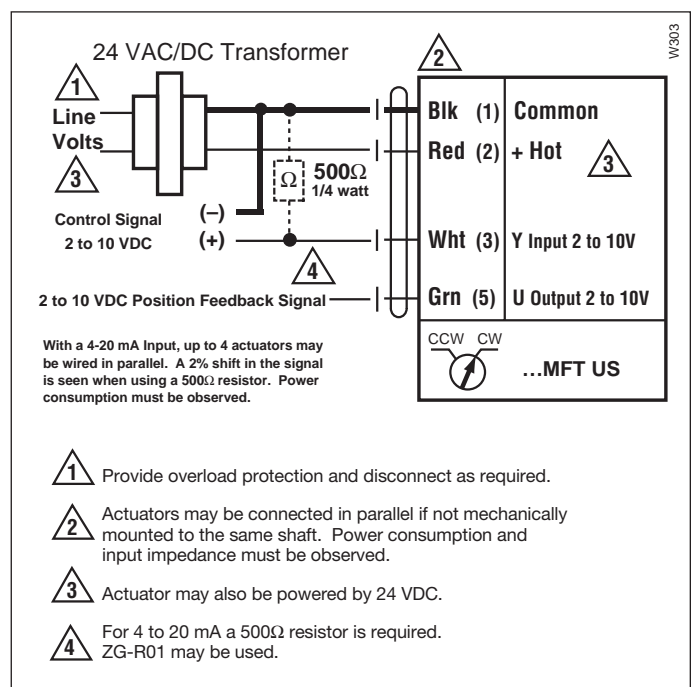 W303
24 VAC/DC Transformer
1
Line
Volts
3
2
Blk (1) Common
Red (2) + Hot
3
Ω
500Ω
1/4 watt
Control Signal
2 to 10 VDC
(–)
(+)
Wht (3) Y Input 2 to 10V
4
2 to 10 VDC Position Feedback Signal
Grn (5) U Output 2 to 10V
With a 4-20 mA Input, up to 4 actuators may
be wired in parallel. A 2% shift in the signal
is seen when using a 500Ω resistor. Power
consumption must be observed.
CCW CW
...MFT US
1 Provide overload protection and disconnect as required.
2 Actuators may be connected in parallel if not mechanically
mounted to the same shaft. Power consumption and
input impedance must be observed.
3 Actuator may also be powered by 24 VDC.
4 For 4 to 20 mA a 500Ω resistor is required.
ZG-R01 may be used.